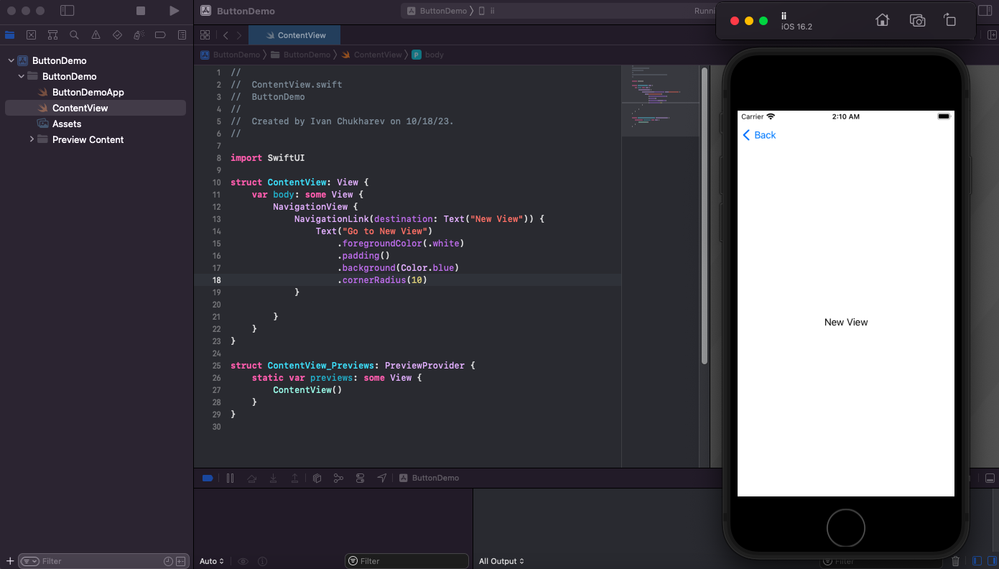 ButtonDemo
ButtonDemo
ii
Runni
ii
iOS 16.2
ContentView
ButtonDemo
ButtonDemo
ContentView
P
body
ButtonDemo
ButtonDemo
ButtonDemoApp
ContentView
Assets
Preview Content
1 //
2 //  ContentView.swift
3 //  ButtonDemo
4 //
5 //  Created by Ivan Chukharev on 10/18/23.
6 //
7
8 import SwiftUI
9
10 struct ContentView: View {
11     var body: some View {
12         NavigationView {
13             NavigationLink(destination: Text("New View")) {
14                 Text("Go to New View")
15                     .foregroundColor(.white)
16                     .padding()
17                     .background(Color.blue)
18                     .cornerRadius(10)
19             }
20
21         }
22     }
23 }
24
25 struct ContentView_Previews: PreviewProvider {
26     static var previews: some View {
27         ContentView()
28     }
29 }
30
Carrier
2:10 AM
Back
New View
ButtonDemo
Filter
Auto
Filter
All Output
Filter